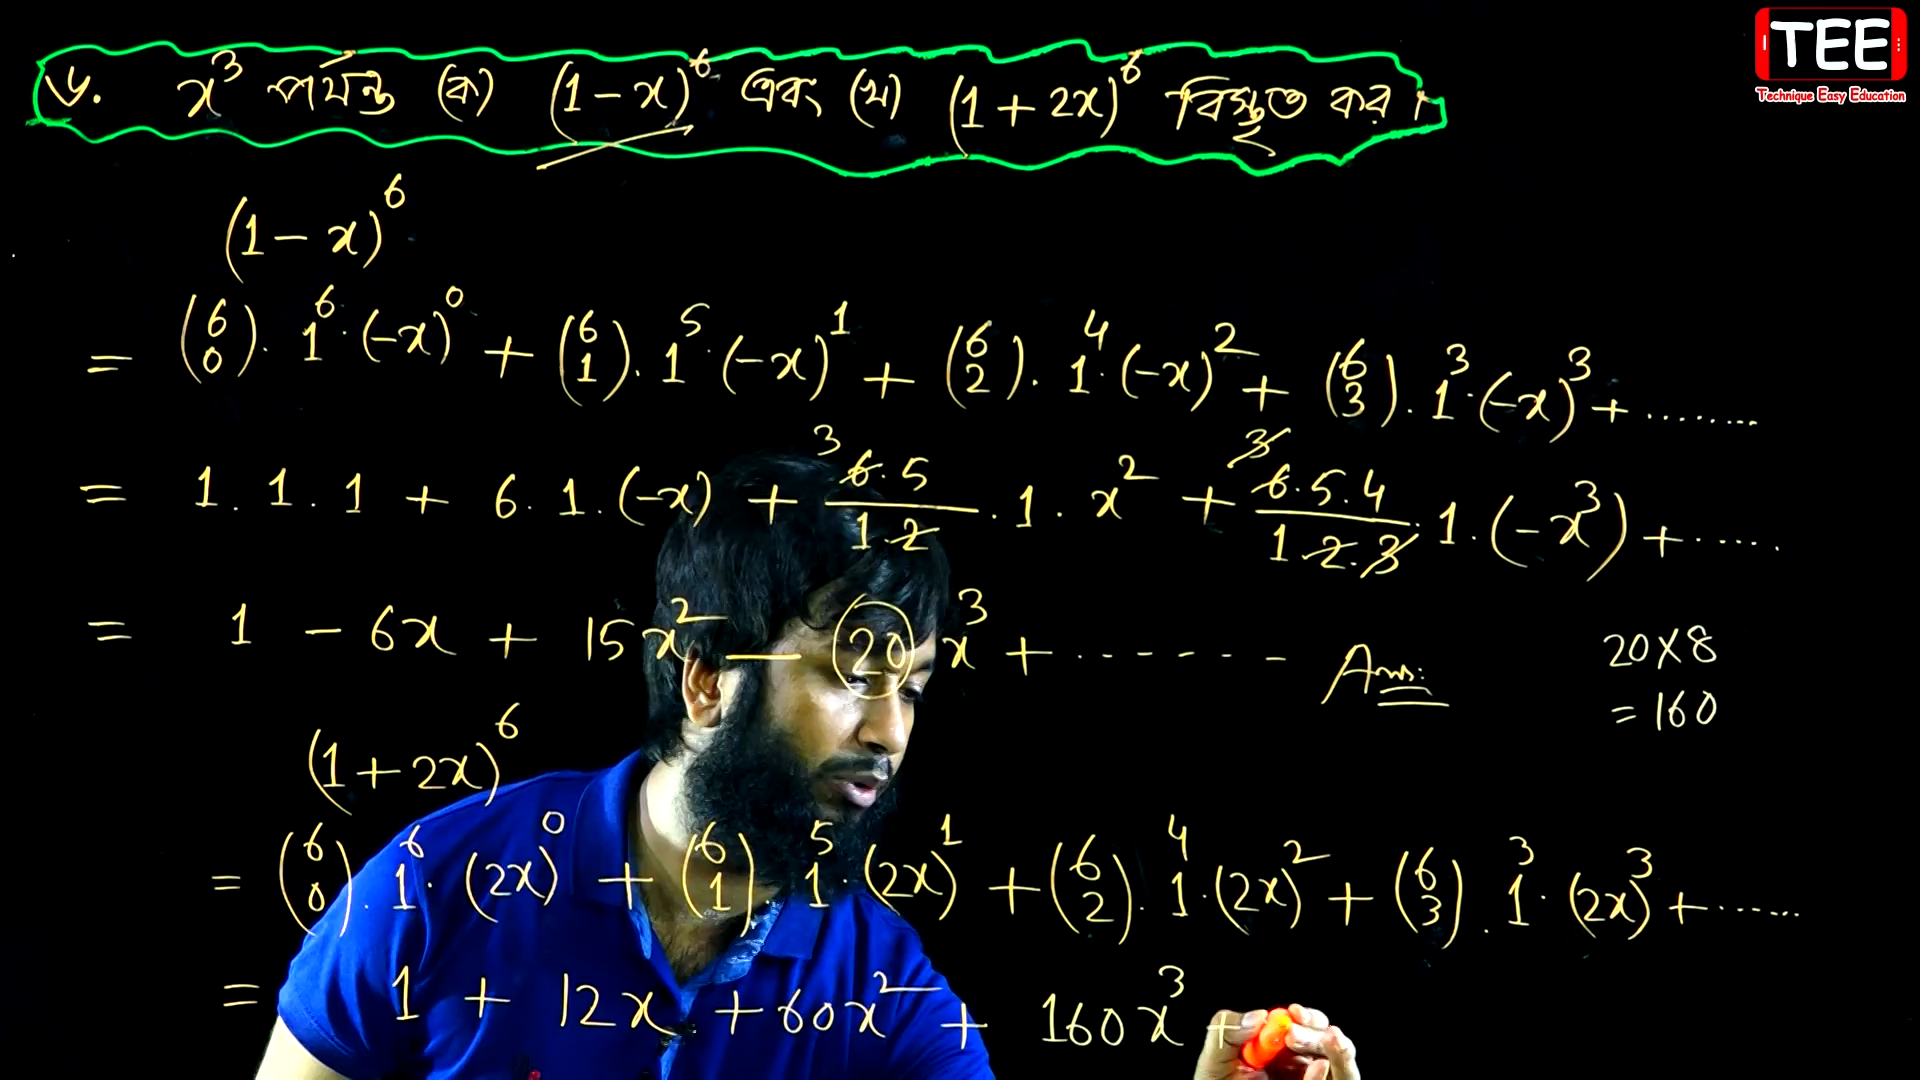 TEE
Technique Easy Education
৬. x³ পর্যন্ত (ক) (1-x)⁶ এবং (খ) (1+2x)⁶ বিস্তৃত কর।
(1-x)⁶
= (6 0). 1⁶. (-x)⁰ + (6 1). 1⁵. (-x)¹ + (6 2). 1⁴. (-x)² + (6 3). 1³. (-x)³ + ........
= 1. 1. 1 + 6. 1. (-x) + 3 6.5/1.2 . 1. x² + 3 6.5.4/1.2.3 . 1. (-x³) + .....
= 1 - 6x + 15x² - 20x³ + ------- Ans:
20×8
= 160
(1+2x)⁶
= (6 0). 1⁶. (2x)⁰ + (6 1). 1⁵. (2x)¹ + (6 2). 1⁴. (2x)² + (6 3). 1³. (2x)³ + ......
= 1 + 12x + 60x² + 160x³ +